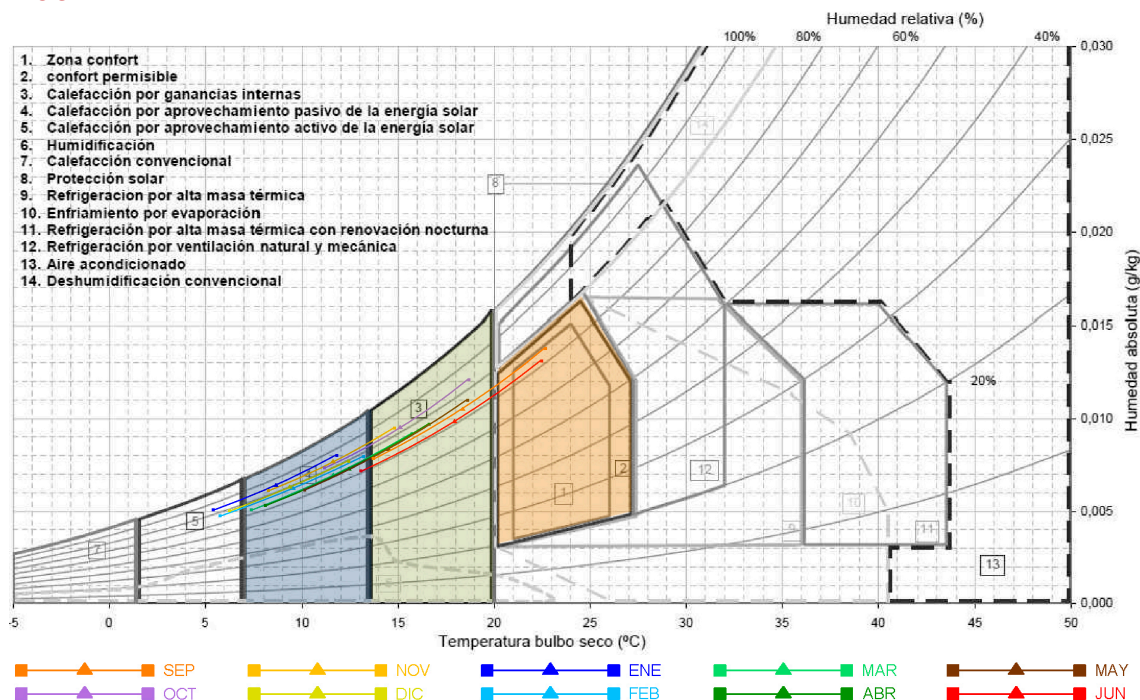 Humedad relativa (%)
100%
80%
60%
40%
1. Zona confort
2. confort permisible
3. Calefacción por ganancias internas
4. Calefacción por aprovechamiento pasivo de la energía solar
5. Calefacción por aprovechamiento activo de la energía solar
6. Humidificación
7. Calefacción convencional
8. Protección solar
9. Refrigeracion por alta masa térmica
10. Enfriamiento por evaporación
11. Refrigeración por alta masa térmica con renovación nocturna
12. Refrigeración por ventilación natural y mecánica
13. Aire acondicionado
14. Deshumidificación convencional
0,030
0,025
0,020
0,015
0,010
0,005
0,000
Humedad absoluta (g/kg)
20%
8
3
4
5
7
1
2
12
9
10
11
13
-5
0
5
10
15
20
25
30
35
40
45
50
Temperatura bulbo seco (ºC)
SEP
NOV
ENE
MAR
MAY
OCT
DIC
FEB
ABR
JUN